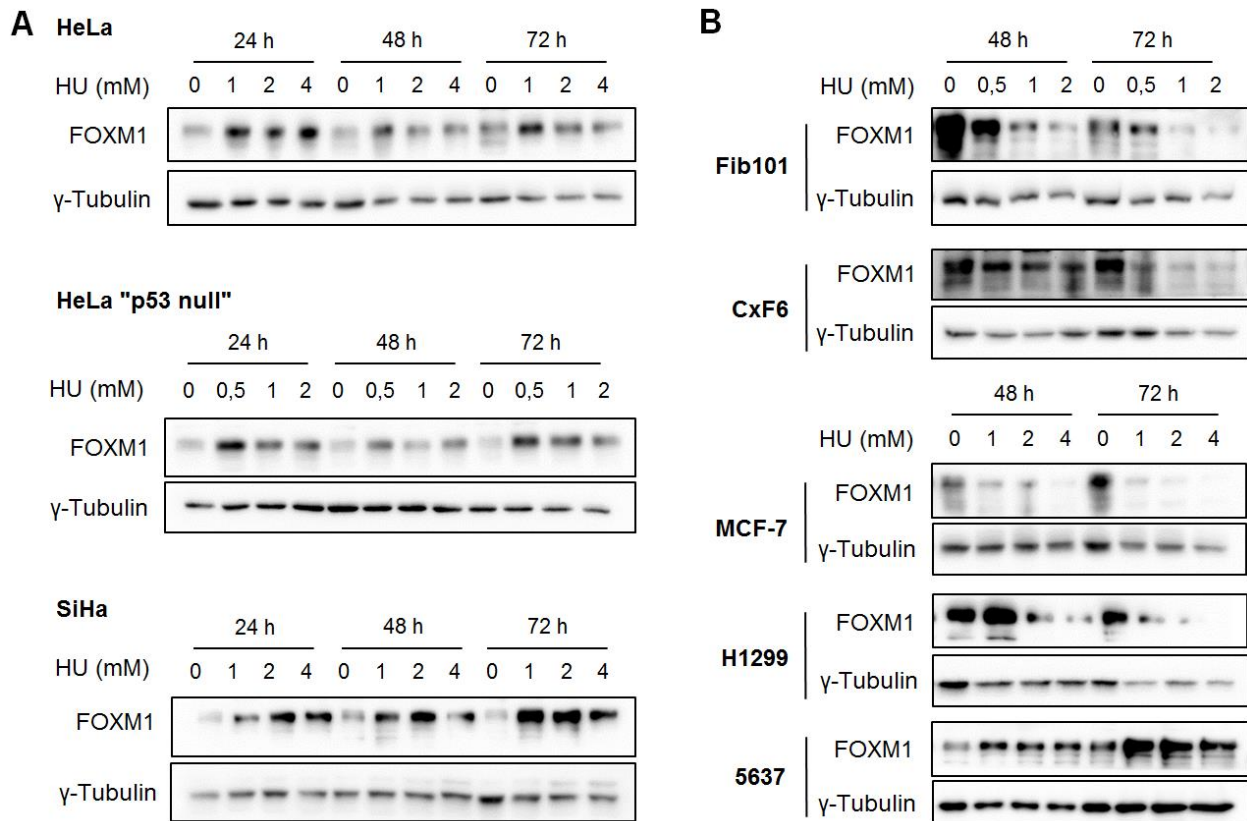 A HeLa
24 h 48 h 72 h
HU (mM) 0 1 2 4 0 1 2 4 0 1 2 4
FOXM1
γ-Tubulin
HeLa "p53 null"
24 h 48 h 72 h
HU (mM) 0 0,5 1 2 0 0,5 1 2 0 0,5 1 2
FOXM1
γ-Tubulin
SiHa
24 h 48 h 72 h
HU (mM) 0 1 2 4 0 1 2 4 0 1 2 4
FOXM1
γ-Tubulin
B
48 h 72 h
HU (mM) 0 0,5 1 2 0 0,5 1 2
FOXM1
Fib101
γ-Tubulin
FOXM1
CxF6
γ-Tubulin
48 h 72 h
HU (mM) 0 1 2 4 0 1 2 4
FOXM1
MCF-7
γ-Tubulin
FOXM1
H1299
γ-Tubulin
FOXM1
5637
γ-Tubulin